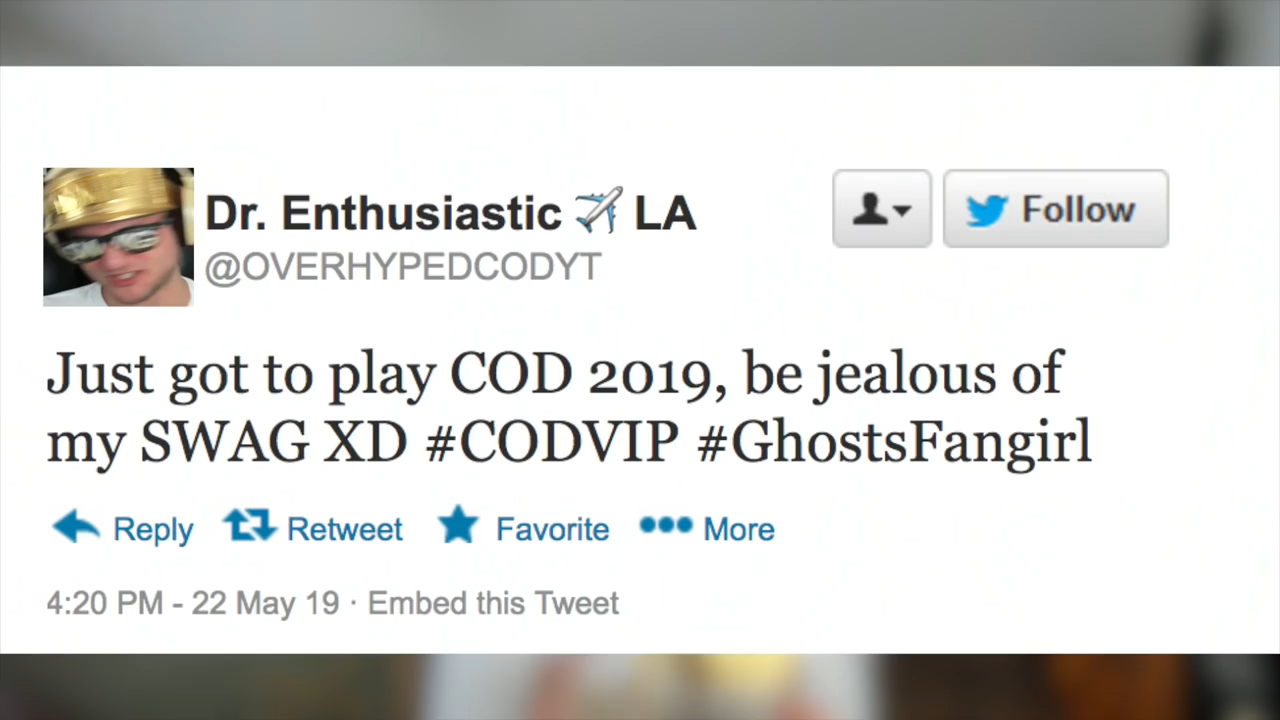 Dr. Enthusiastic ✈️ LA
@OVERHYPEDCODYT
Follow
Just got to play COD 2019, be jealous of
my SWAG XD #CODVIP #GhostsFangirl
Reply Retweet Favorite More
4:20 PM - 22 May 19 · Embed this Tweet